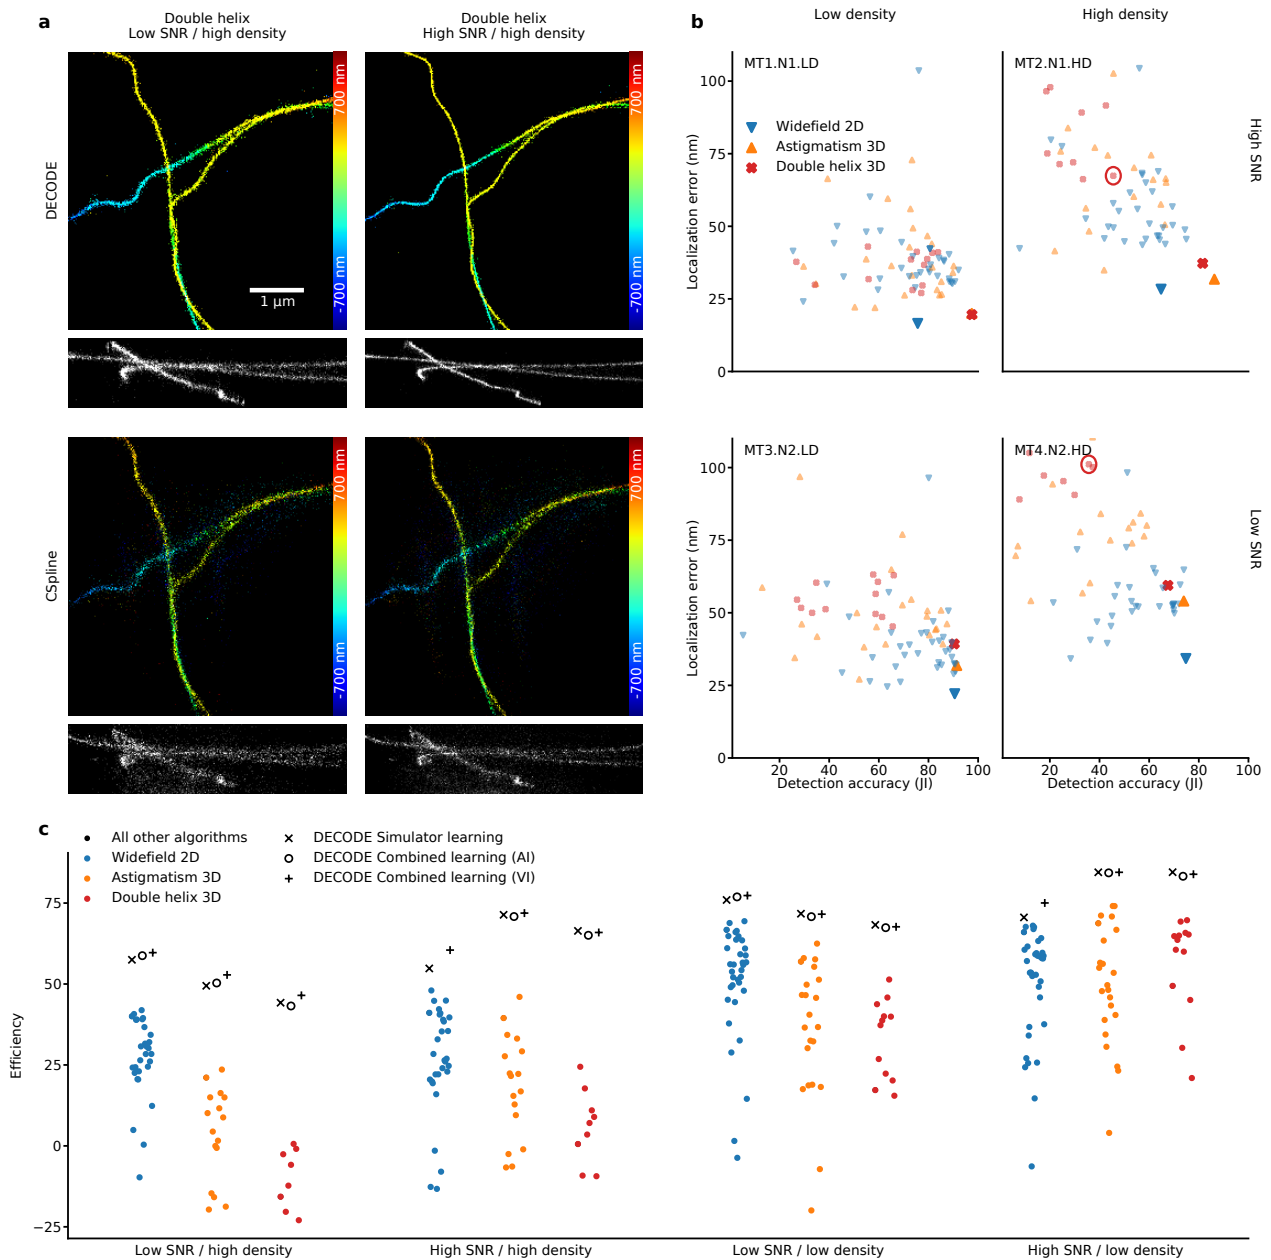 a
Double helix
Low SNR / high density
Double helix
High SNR / high density
DECODE
700 nm
-700 nm
700 nm
-700 nm
1 µm
CSpline
700 nm
-700 nm
700 nm
-700 nm
b
Low density
High density
MT1.N1.LD
MT2.N1.HD
Widefield 2D
Astigmatism 3D
Double helix 3D
Localization error (nm)
100
75
50
25
0
High SNR
MT3.N2.LD
MT4.N2.HD
Localization error (nm)
100
75
50
25
0
Low SNR
20
40
60
80
100
20
40
60
80
100
Detection accuracy (JI)
Detection accuracy (JI)
c
All other algorithms
Widefield 2D
Astigmatism 3D
Double helix 3D
DECODE Simulator learning
DECODE Combined learning (AI)
DECODE Combined learning (VI)
Efficiency
75
50
25
0
−25
Low SNR / high density
High SNR / high density
Low SNR / low density
High SNR / low density